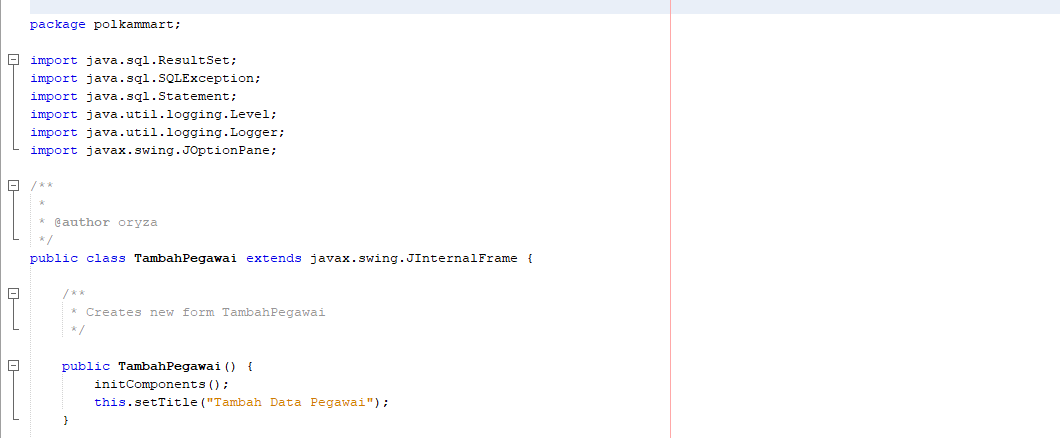 package polkammart;
import java.sql.ResultSet;
import java.sql.SQLException;
import java.sql.Statement;
import java.util.logging.Level;
import java.util.logging.Logger;
import javax.swing.JOptionPane;
/**
 *
 * @author oryza
 */
public class TambahPegawai extends javax.swing.JInternalFrame {
    /**
     * Creates new form TambahPegawai
     */
    public TambahPegawai() {
        initComponents();
        this.setTitle("Tambah Data Pegawai");
    }